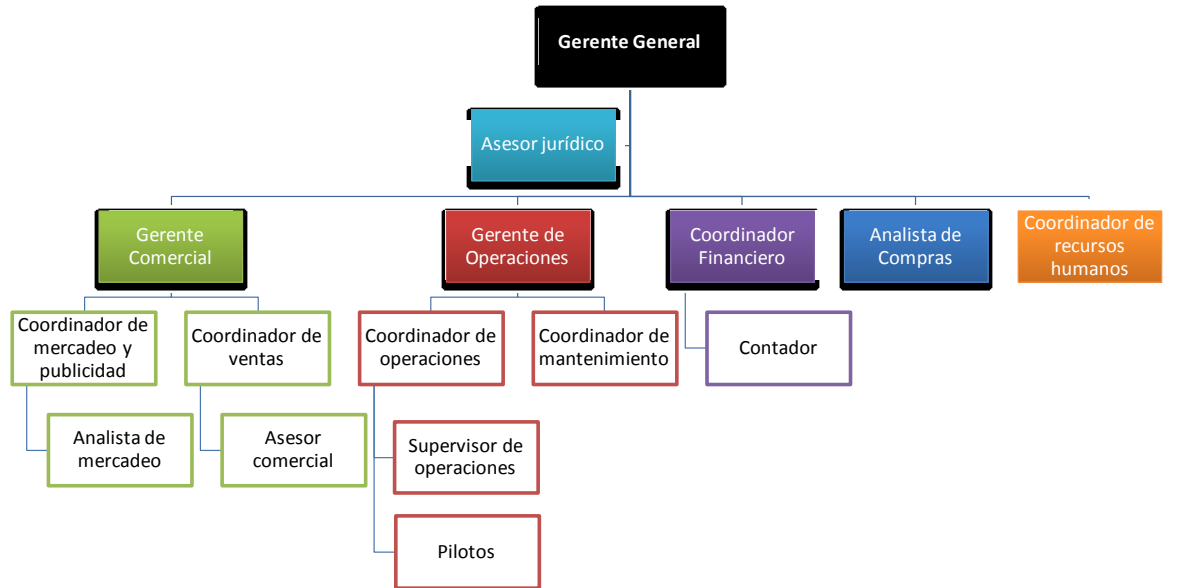 Gerente General
Asesor jurídico
Gerente
Comercial
Gerente de
Operaciones
Coordinador
Financiero
Analista de
Compras
Coordinador de
recursos
humanos
Coordinador de
mercadeo y
publicidad
Coordinador de
ventas
Coordinador de
operaciones
Coordinador de
mantenimiento
Contador
Analista de
mercadeo
Asesor
comercial
Supervisor de
operaciones
Pilotos